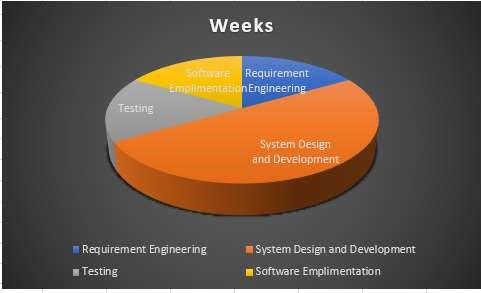 Weeks
Software
Emplimentation
Requirement
Engineering
Testing
System Design
and Development
Requirement Engineering
System Design and Development
Testing
Software Emplimentation